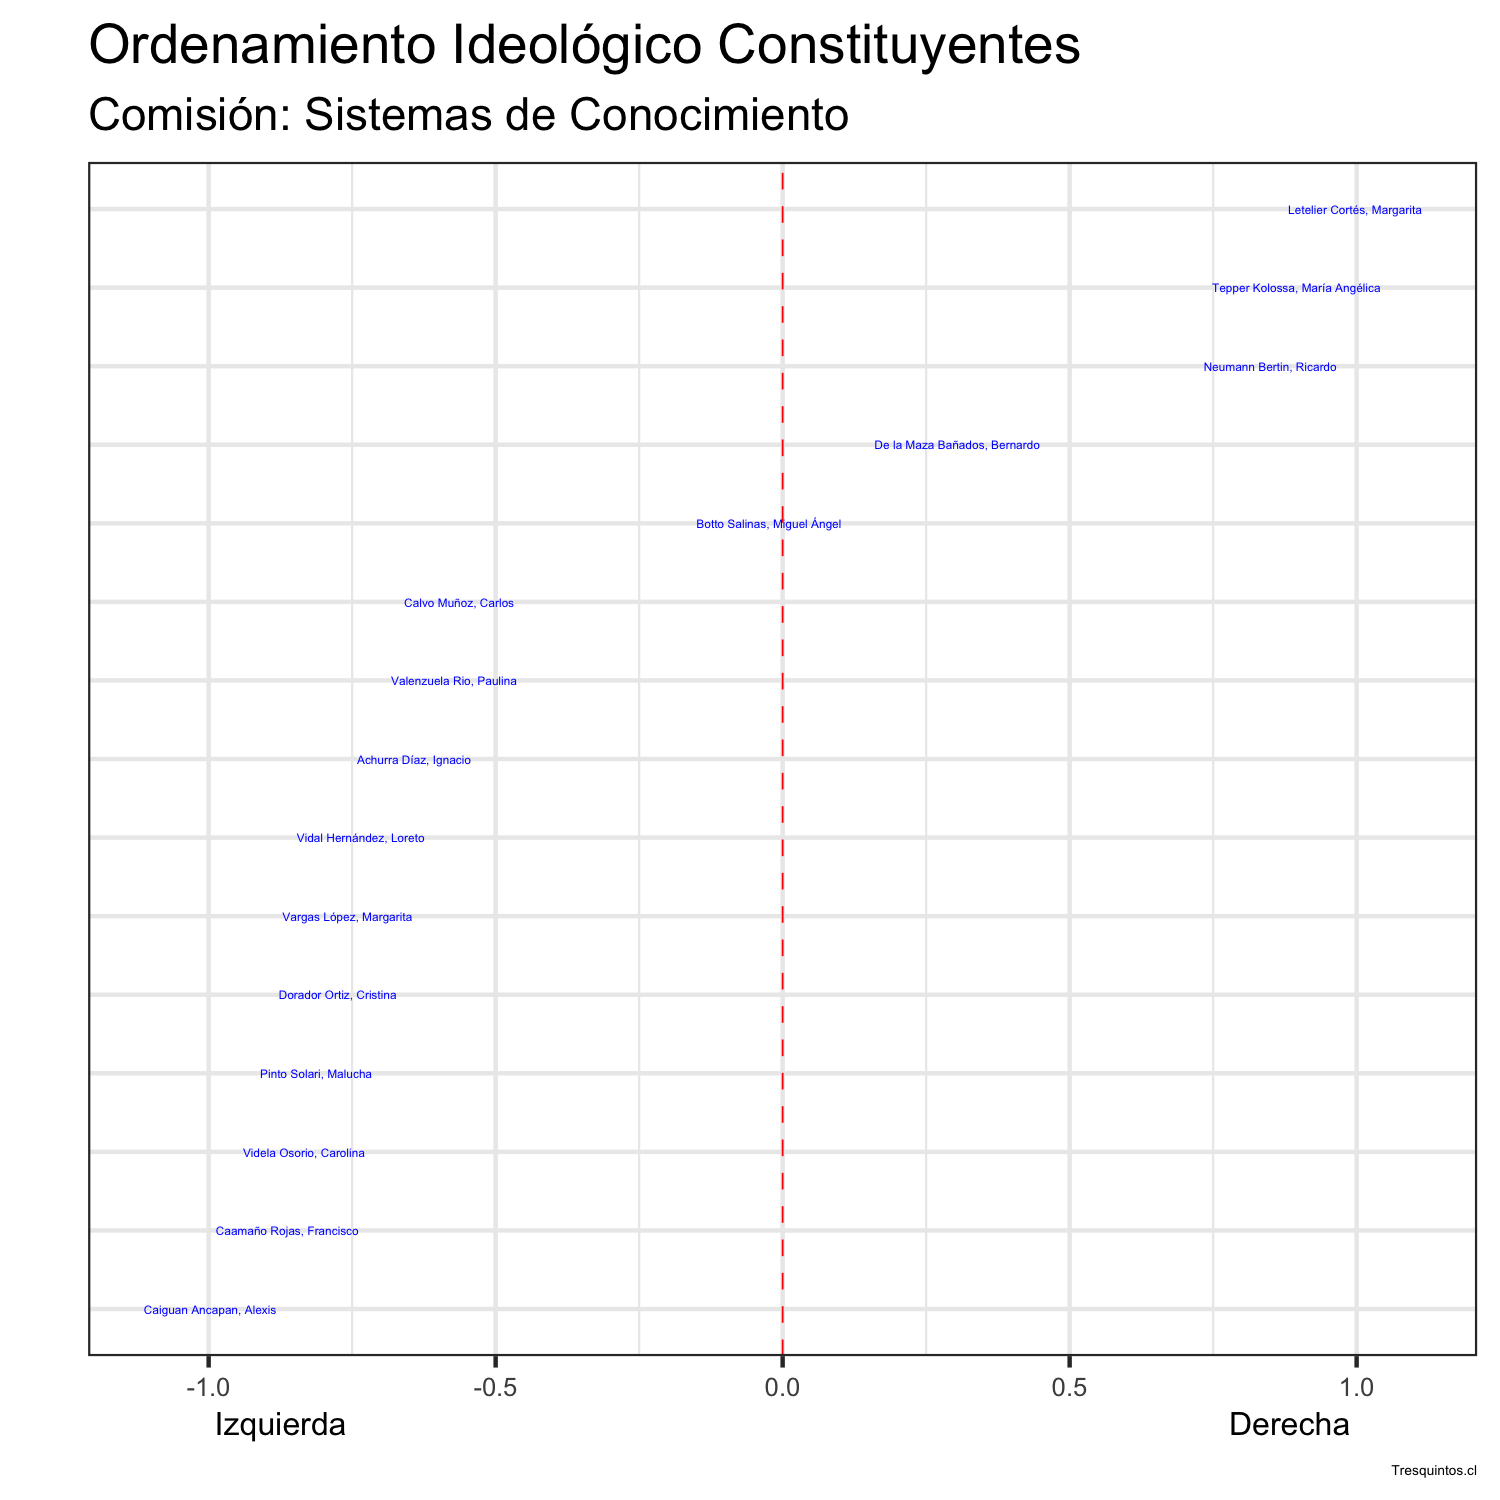 Ordenamiento Ideológico Constituyentes
Comisión: Sistemas de Conocimiento
Letelier Cortés, Margarita
Tepper Kolossa, María Angélica
Neumann Bertin, Ricardo
De la Maza Bañados, Bernardo
Botto Salinas, Miguel Ángel
Calvo Muñoz, Carlos
Valenzuela Rio, Paulina
Achurra Díaz, Ignacio
Vidal Hernández, Loreto
Vargas López, Margarita
Dorador Ortiz, Cristina
Pinto Solari, Malucha
Videla Osorio, Carolina
Caamaño Rojas, Francisco
Caiguan Ancapan, Alexis
-1.0 -0.5 0.0 0.5 1.0
Izquierda Derecha
Tresquintos.cl